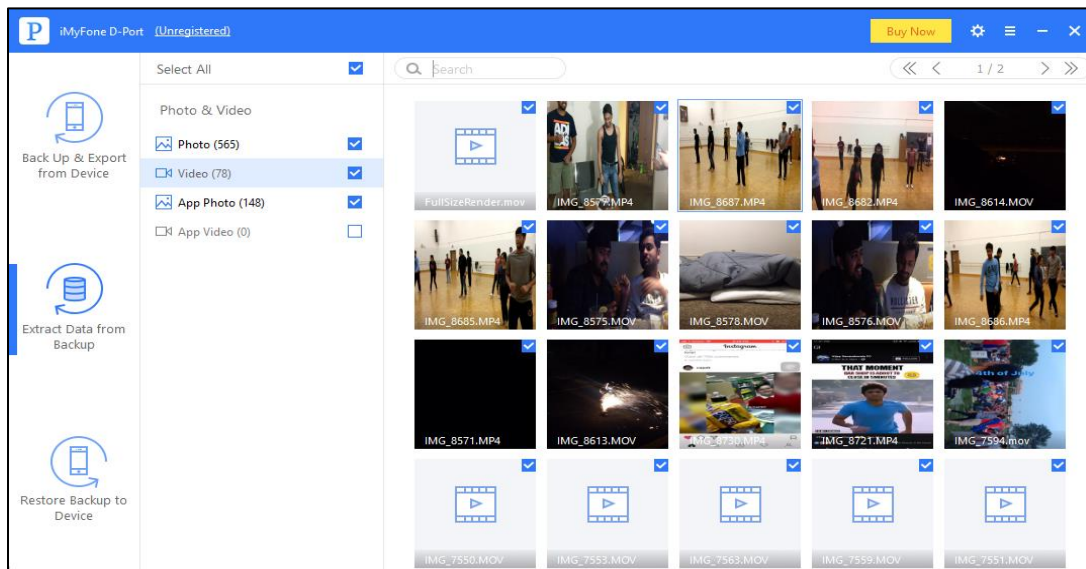 P iMyFone D-Port (Unregistered) Buy Now
Select All
Search
1 / 2
Back Up & Export
from Device
Extract Data from
Backup
Restore Backup to
Device
Photo & Video
Photo (565)
Video (78)
App Photo (148)
App Video (0)
FullSizeRender.mov
IMG_8577.MP4
IMG_8687.MP4
IMG_8682.MP4
IMG_8614.MOV
IMG_8685.MP4
IMG_8575.MOV
IMG_8578.MOV
IMG_8576.MOV
IMG_8686.MP4
IMG_8571.MP4
IMG_8613.MOV
Instagram
IMG_8730.MP4
THAT MOMENT
IMG_8721.MP4
4th of July
IMG_7594.mov
IMG_7550.MOV
IMG_7553.MOV
IMG_7563.MOV
IMG_7559.MOV
IMG_7551.MOV